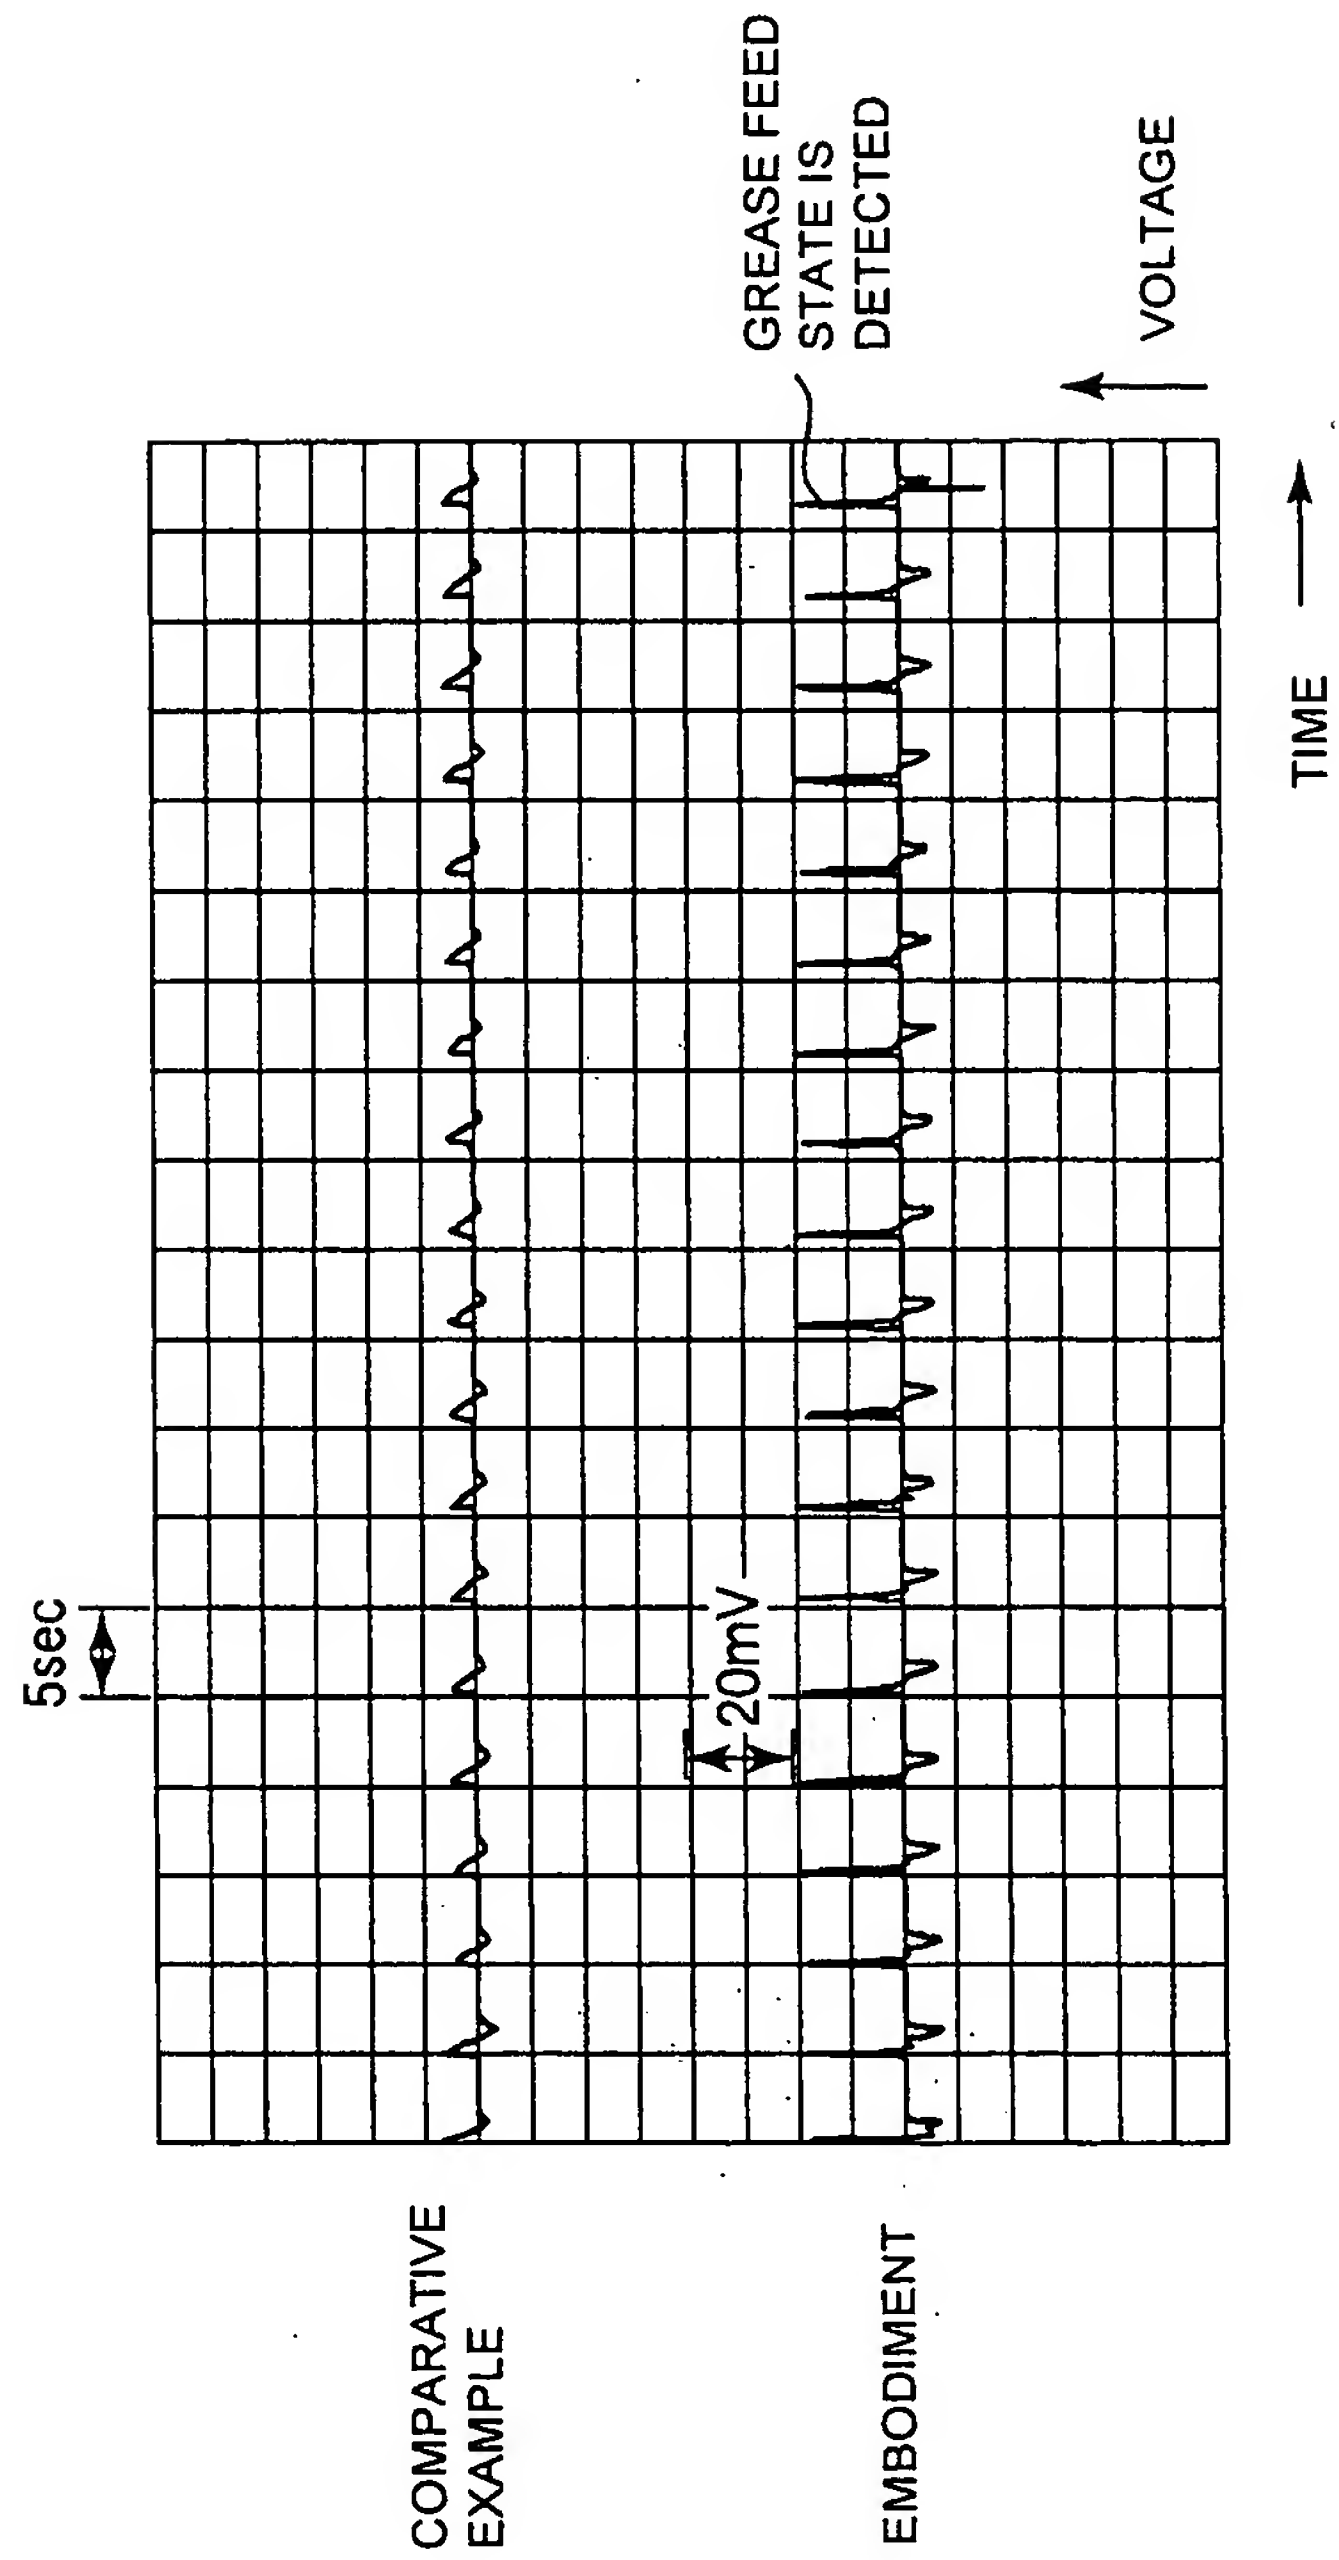 COMPARATIVE
EXAMPLE
EMBODIMENT
5sec
20mV
GREASE FEED
STATE IS
DETECTED
VOLTAGE
TIME